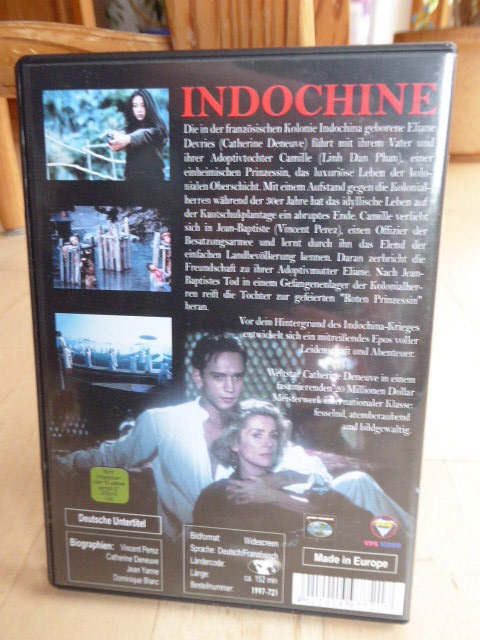 INDOCHINE
Die in der französischen Kolonie Indochina geborene Eliane
Devries (Catherine Deneuve) führt mit ihrem Vater und
ihrer Adoptivtochter Camille (Linh Dan Phan), einer
einheimischen Prinzessin, das luxuriöse Leben der kolo-
nialen Oberschicht. Mit einem Aufstand gegen die Kolonial-
herren während der 30er Jahre hat das idyllische Leben auf
der Kautschukplantage ein abruptes Ende. Camille verliebt
sich in Jean-Baptiste (Vincent Perez), einen Offizier der
Besatzungsarmee und lernt durch ihn das Elend der
einfachen Landbevölkerung kennen. Daran zerbricht die
Freundschaft zu ihrer Adoptivmutter Eliane. Nach Jean-
Baptistes Tod in einem Gefangenenlager der Kolonialher-
ren reift die Tochter zur gefeierten "Roten Prinzessin"
heran.
Vor dem Hintergrund des Indochina-Krieges
entwickelt sich ein mitreißendes Epos voller
Leidenschaft und Abenteuer.
Weltstar Catherine Deneuve in einem
faszinierenden 20 Millionen Dollar
Meisterwerk internationaler Klasse:
fesselnd, atemberaubend
und bildgewaltig.
Deutsche Untertitel
Biographien: Vincent Perez
Catherine Deneuve
Jean Yanne
Dominique Blanc
Bildformat: Widescreen
Sprache: Deutsch/Französisch
Ländercode:
Länge: ca. 152 min
Bestellnummer: 1997-721
VPS VIDEO
Made in Europe